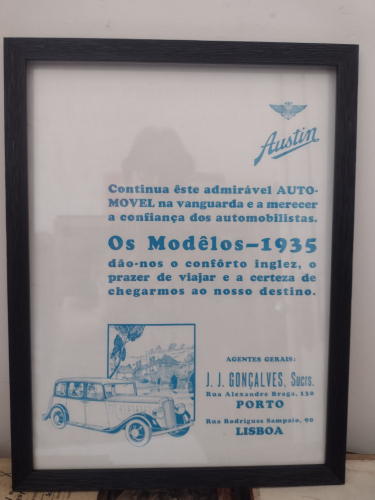 Austin
Continua êste admirável AUTO-
MOVEL na vanguarda e a merecer
a confiança dos automobilistas.
Os Modêlos—1935
dão-nos o confôrto inglez, o
prazer de viajar e a certeza de
chegarmos ao nosso destino.
AGENTES GERAIS:
J. J. GONÇALVES, Sucrs.
Rua Alexandre Braga, 130
PORTO
Rua Rodrigues Sampaio, 90
LISBOA